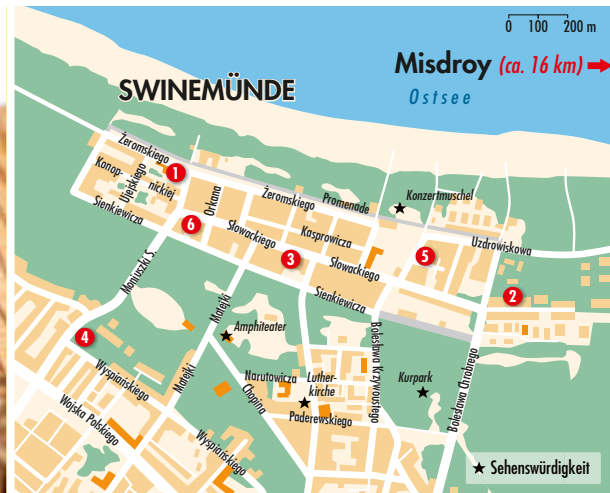 0 100 200 m
Misdroy (ca. 16 km)
Ostsee
SWINEMÜNDE
Żeromskiego
1
Konop-
nickiej
Ujejskiego
Orkana
Sienkiewicza
Żeromskiego
Promenade
Konzertmuschel
Uzdrowiskowa
6
Słowackiego
Kasprowicza
3
Słowackiego
5
2
Sienkiewicza
Moniuszki S.
Matejki
4
Amphiteater
Bolesława Krzywoustego
Bolesława Chrobrego
Wyspiańskiego
Matejki
Chopina
Narutowicza
Luther-
kirche
Kurpark
Paderewskiego
Wojska Polskiego
Wyspiańskiego
Sehenswürdigkeit